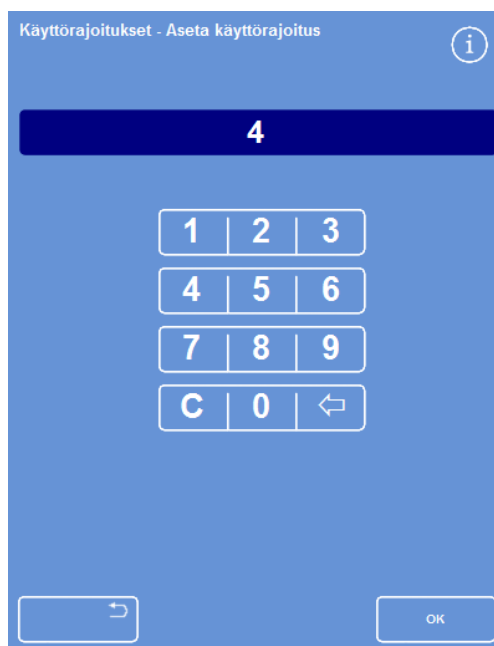 Käyttörajoitukset - Aseta käyttörajoitus
i
4
1 2 3
4 5 6
7 8 9
C 0
OK